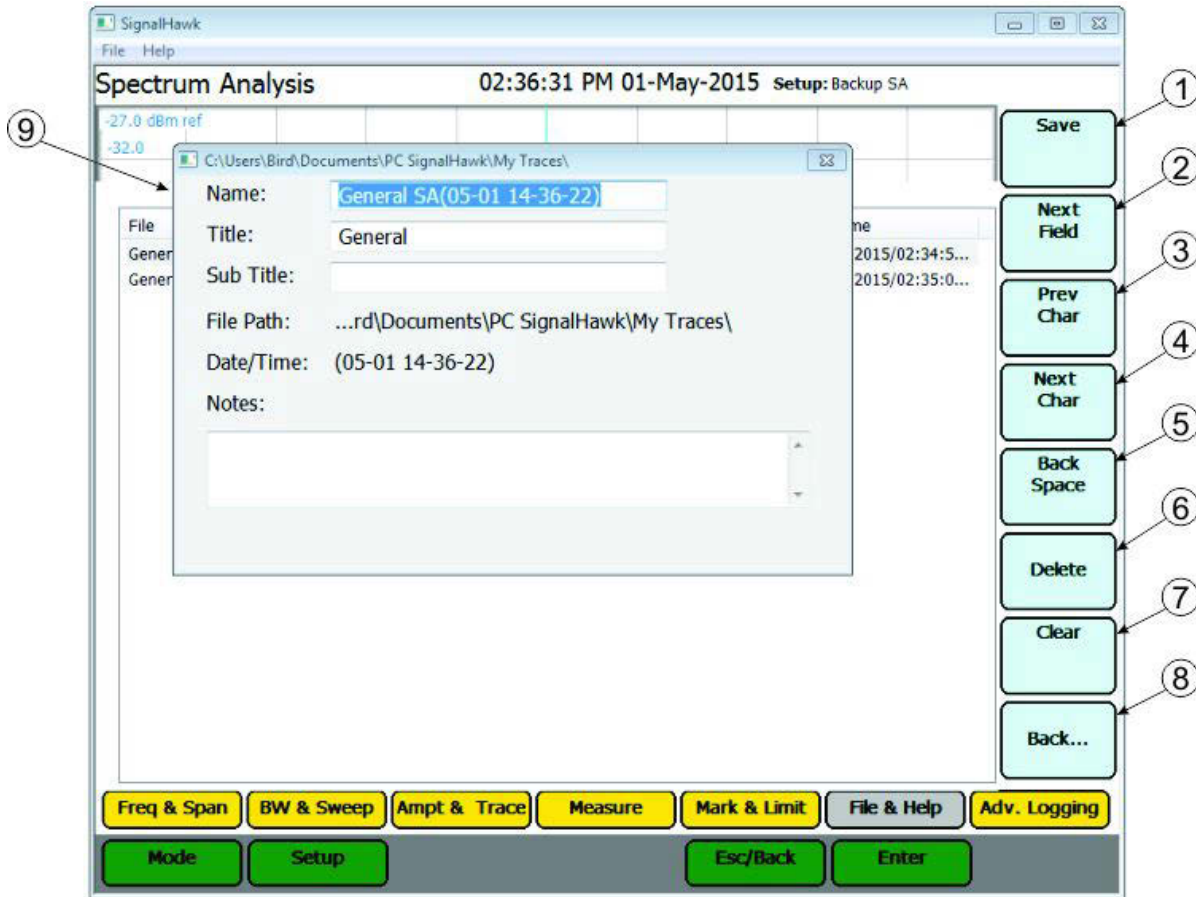 SignalHawk
File Help
Spectrum Analysis 02:36:31 PM 01-May-2015 Setup: Backup SA
-27.0 dBm ref
-32.0
C:\Users\Bird\Documents\PC SignalHawk\My Traces\
Name: General SA(05-01 14-36-22)
Title: General
Sub Title:
File Path: ...rd\Documents\PC SignalHawk\My Traces\
Date/Time: (05-01 14-36-22)
Notes:
File me
Gener 2015/02:34:5...
Gener 2015/02:35:0...
Save
Next
Field
Prev
Char
Next
Char
Back
Space
Delete
Clear
Back...
1
2
3
4
5
6
7
8
9
Freq & Span BW & Sweep Ampt & Trace Measure Mark & Limit File & Help Adv. Logging
Mode Setup Esc/Back Enter